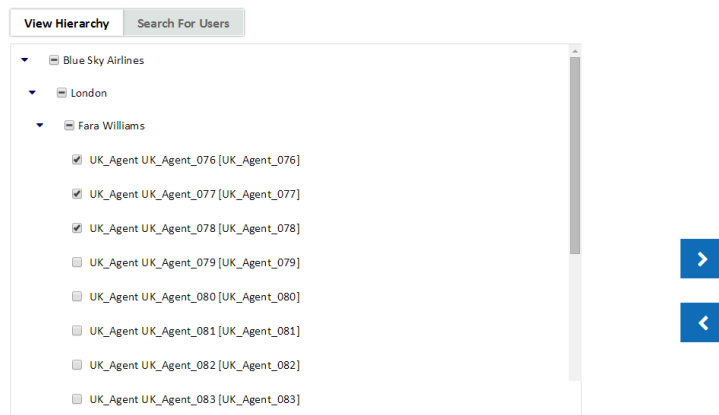 View Hierarchy Search For Users
Blue Sky Airlines
London
Fara Williams
UK_Agent UK_Agent_076 [UK_Agent_076]
UK_Agent UK_Agent_077 [UK_Agent_077]
UK_Agent UK_Agent_078 [UK_Agent_078]
UK_Agent UK_Agent_079 [UK_Agent_079]
UK_Agent UK_Agent_080 [UK_Agent_080]
UK_Agent UK_Agent_081 [UK_Agent_081]
UK_Agent UK_Agent_082 [UK_Agent_082]
UK_Agent UK_Agent_083 [UK_Agent_083]